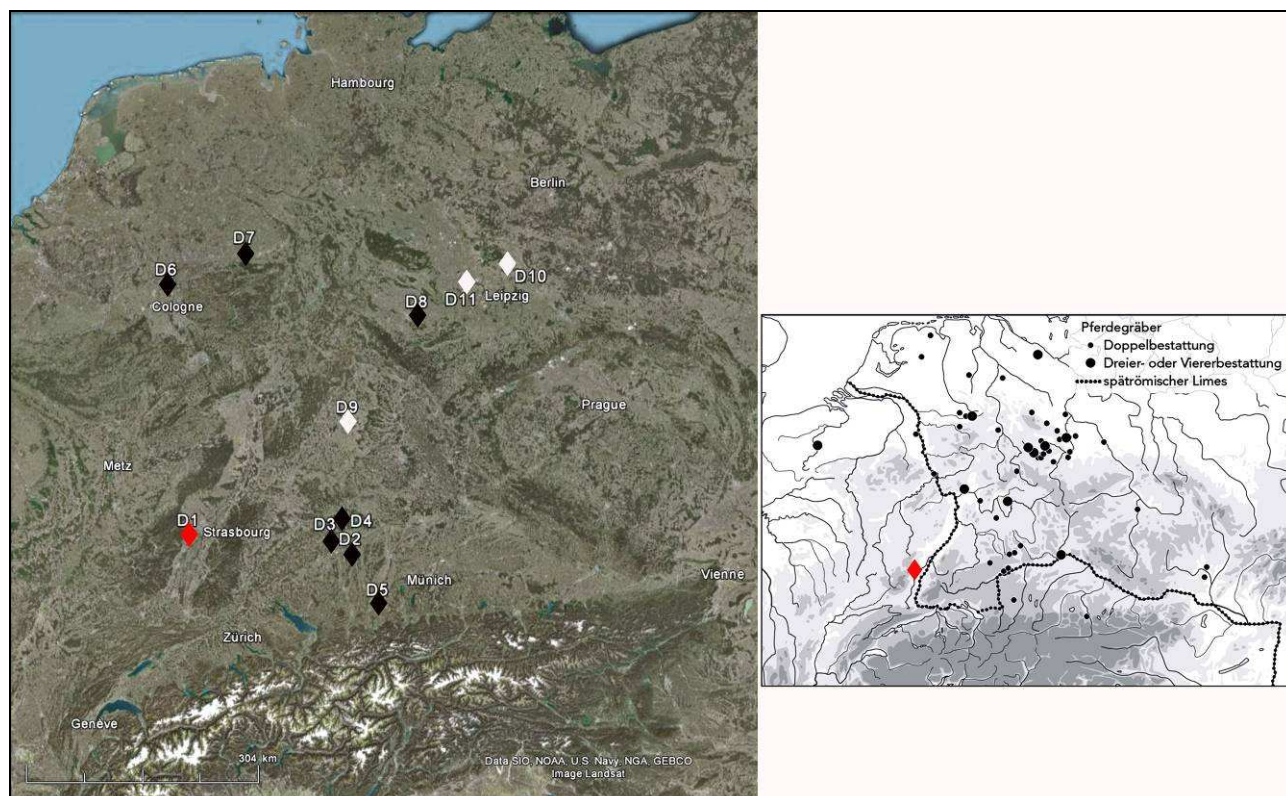 Hambourg
Berlin
D7
D6
Cologne
D10
D11
Leipzig
D8
D9
Prague
Metz
D1
Strasbourg
D3
D4
D2
Münich
Vienne
D5
Zürich
Genève
304 km
Data SIO, NOAA, U.S. Navy, NGA, GEBCO
Image Landsat
Pferdegräber
Doppelbestattung
Dreier- oder Viererbestattung
spätrömischer Limes